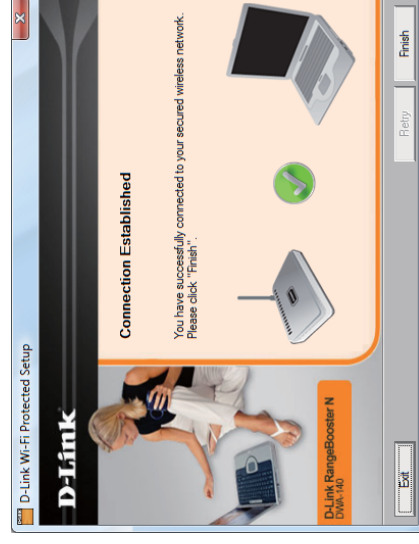 D-Link Wi-Fi Protected Setup
D-Link
Connection Established
You have successfully connected to your secured wireless network.
Please click "Finish".
D-Link RangeBooster N
DWA-140
Exit
Retry
Finish